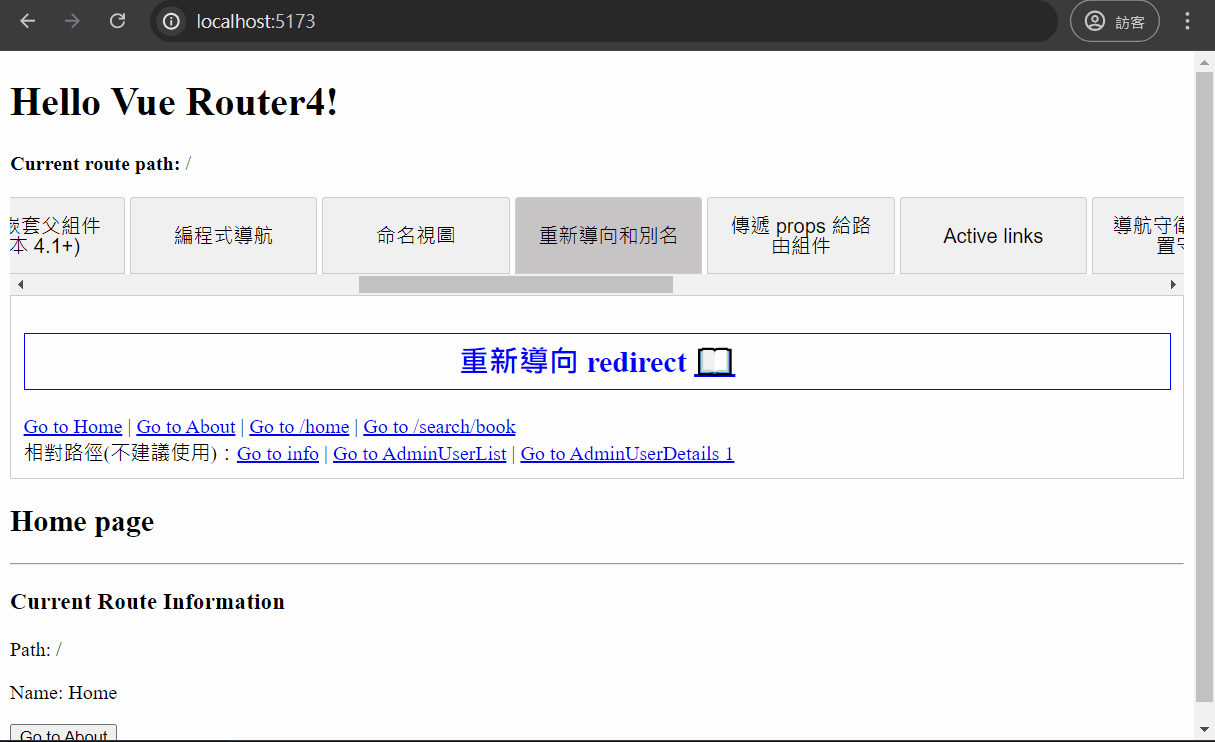 localhost:5173
訪客
Hello Vue Router4!
Current route path: /
嵌套父組件
本 4.1+)
編程式導航
命名視圖
重新導向和別名
傳遞 props 給路
由組件
Active links
導航守衛
置守
重新導向 redirect 📖
Go to Home | Go to About | Go to /home | Go to /search/book
相對路徑(不建議使用)：Go to info | Go to AdminUserList | Go to AdminUserDetails 1
Home page
Current Route Information
Path: /
Name: Home
Go to About